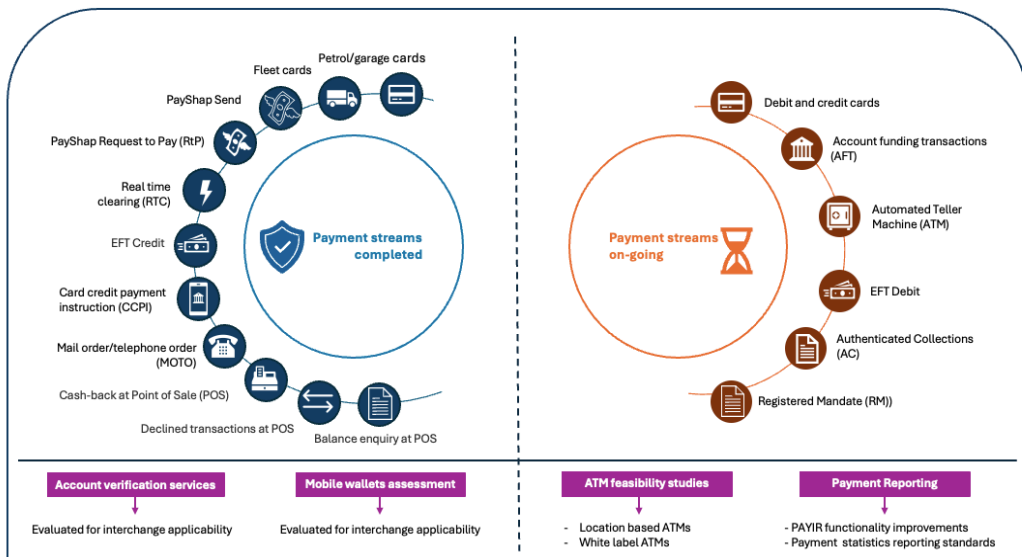 Petrol/garage cards
Fleet cards
PayShap Send
PayShap Request to Pay (RtP)
Real time
clearing (RTC)
EFT Credit
Card credit payment
instruction (CCPI)
Mail order/telephone order
(MOTO)
Cash-back at Point of Sale (POS)
Declined transactions at POS
Balance enquiry at POS
Payment streams
completed
Payment streams
on-going
Debit and credit cards
Account funding transactions
(AFT)
Automated Teller
Machine (ATM)
EFT Debit
Authenticated Collections
(AC)
Registered Mandate (RM))
Account verification services
Evaluated for interchange applicability
Mobile wallets assessment
Evaluated for interchange applicability
ATM feasibility studies
- Location based ATMs
- White label ATMs
Payment Reporting
- PAYIR functionality improvements
- Payment statistics reporting standards